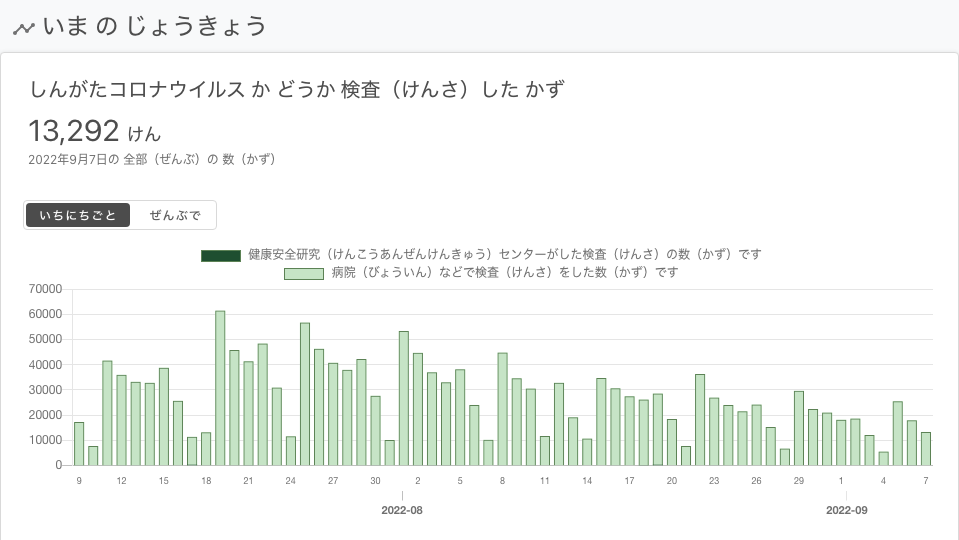 いま の じょうきょう
しんがたコロナウイルス か どうか 検査（けんさ）した かず
13,292 けん
2022年9月7日の 全部（ぜんぶ）の 数（かず）
いちにちごと ぜんぶで
健康安全研究（けんこうあんぜんけんきゅう）センターがした検査（けんさ）の数（かず）です
病院（びょういん）などで検査（けんさ）をした数（かず）です
70000
60000
50000
40000
30000
20000
10000
0
9 12 15 18 21 24 27 30 2 5 8 11 14 17 20 23 26 29 1 4 7
2022-08 2022-09